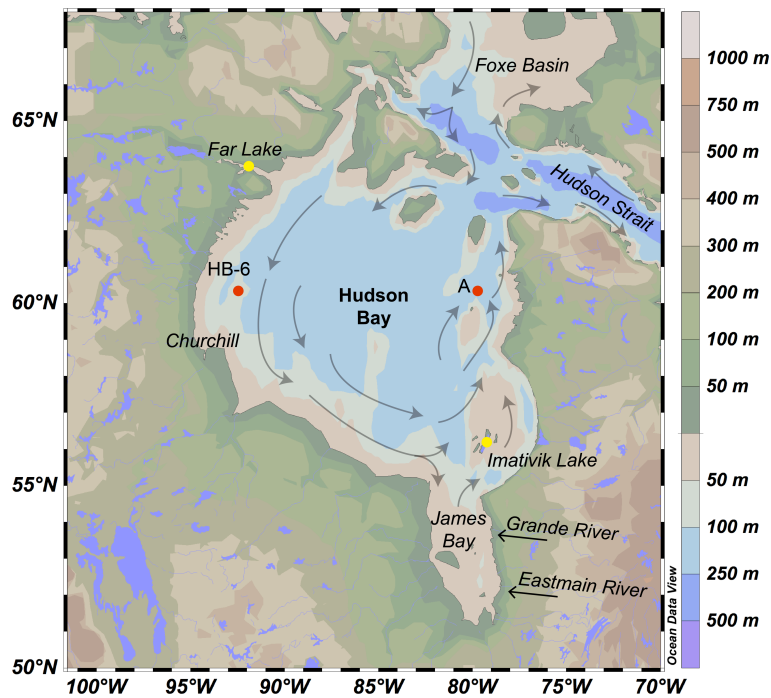 Foxe Basin
1000 m
750 m
65°N
Far Lake
500 m
Hudson Strait
400 m
300 m
HB-6
A
60°N
Hudson
Bay
200 m
Churchill
100 m
50 m
55°N
Imativik Lake
50 m
James
Bay
Grande River
100 m
Eastmain River
250 m
500 m
Ocean Data View
50°N
100°W
95°W
90°W
85°W
80°W
75°W
70°W